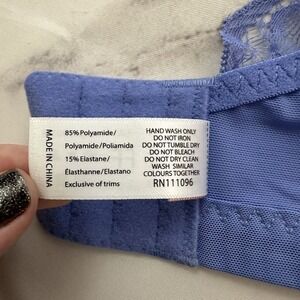 MADE IN CHINA
85% Polyamide/
Polyamide/Poliamida
15% Elastane/
Élasthanne/Elastano
Exclusive of trims
HAND WASH ONLY
DO NOT IRON
DO NOT TUMBLE DRY
DO NOT BLEACH
DO NOT DRY CLEAN
WASH SIMILAR
COLOURS TOGETHER
RN111096